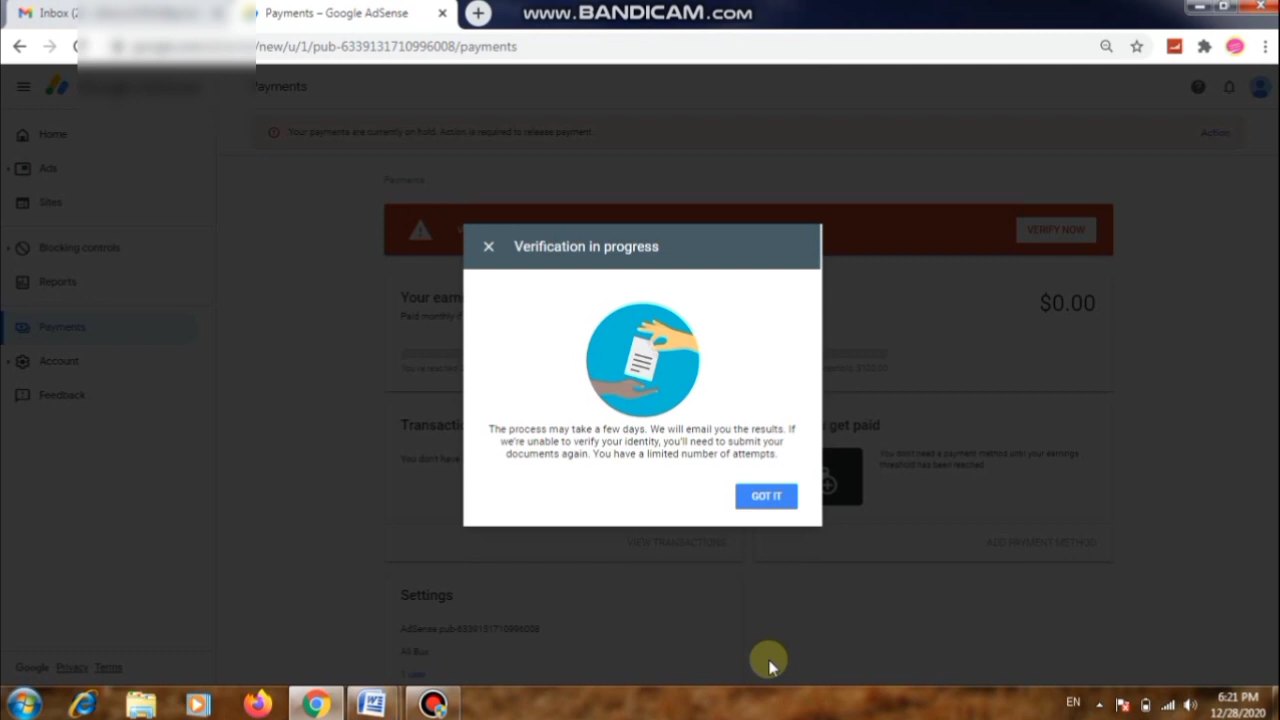 Inbox (2
Payments – Google AdSense
www.BANDICAM.com
/new/u/1/pub-6339131710996008/payments
Payments
Home
Your payments are currently on hold. Action is required to release payment.
Action
Ads
Payments
Sites
VERIFY NOW
Verification in progress
Blocking controls
Reports
Your earn
Paid monthly if
$0.00
Payments
Account
Feedback
The process may take a few days. We will email you the results. If
we're unable to verify your identity, you'll need to submit your
documents again. You have a limited number of attempts.
GOT IT
Transactio
You don't have
get paid
You don't need a payment method until your earnings
threshold has been reached
VIEW TRANSACTIONS
ADD PAYMENT METHOD
Settings
AdSense pub-6339131710996008
Google Privacy Terms
EN
6:21 PM
12/28/2020